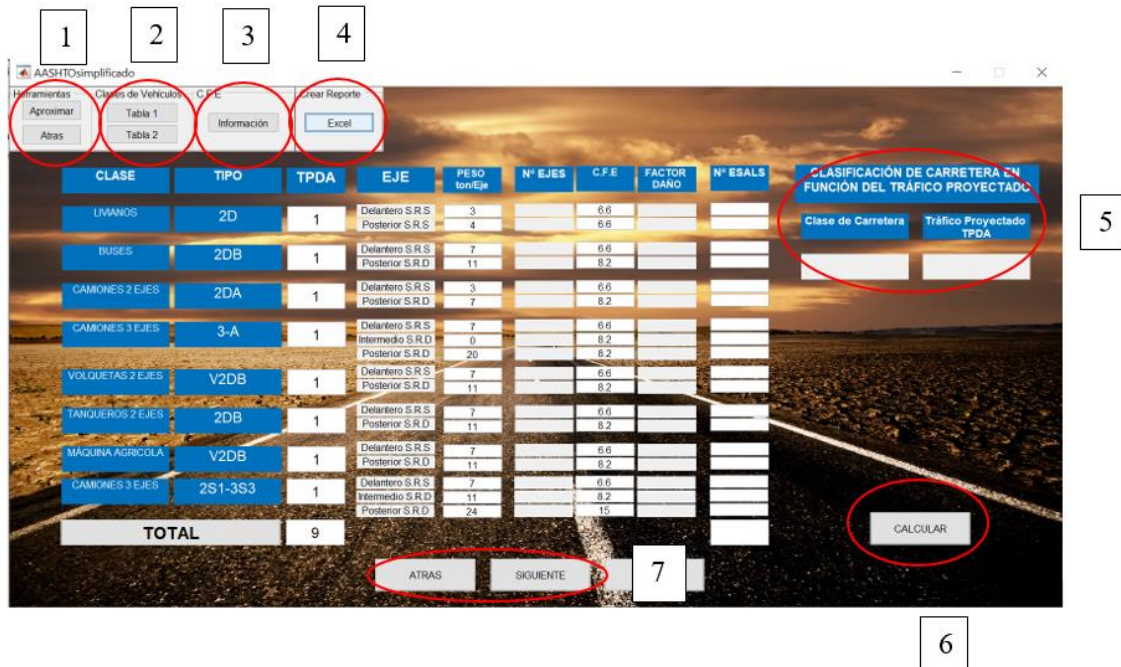 1 2 3 4
AASHTOsimplificado
Herramientas Clases de Vehículos C.F.E Crear Reporte
Aproximar Tabla 1 Información Excel
Atras Tabla 2
CLASE TIPO TPDA EJE PESO ton/Eje Nº EJES C.F.E FACTOR DAÑO Nº ESALS
CLASIFICACIÓN DE CARRETERA EN
FUNCIÓN DEL TRÁFICO PROYECTADO
Clase de Carretera Tráfico Proyectado TPDA
5
LIVIANOS 2D 1 Delantero S.R.S 3 6.6
Posterior S.R.S 4 6.6
BUSES 2DB 1 Delantero S.R.S 7 6.6
Posterior S.R.D 11 8.2
CAMIONES 2 EJES 2DA 1 Delantero S.R.S 3 6.6
Posterior S.R.D 7 8.2
CAMIONES 3 EJES 3-A 1 Delantero S.R.S 7 6.6
Intermedio S.R.D 0 8.2
Posterior S.R.D 20 8.2
VOLQUETAS 2 EJES V2DB 1 Delantero S.R.S 7 6.6
Posterior S.R.D 11 8.2
TANQUEROS 2 EJES 2DB 1 Delantero S.R.S 7 6.6
Posterior S.R.D 11 8.2
MÁQUINA AGRICOLA V2DB 1 Delantero S.R.S 7 6.6
Posterior S.R.D 11 8.2
CAMIONES 3 EJES 2S1-3S3 1 Delantero S.R.S 7 6.6
Intermedio S.R.D 11 8.2
Posterior S.R.D 24 15
TOTAL 9
CALCULAR
ATRAS SIGUIENTE 7
6